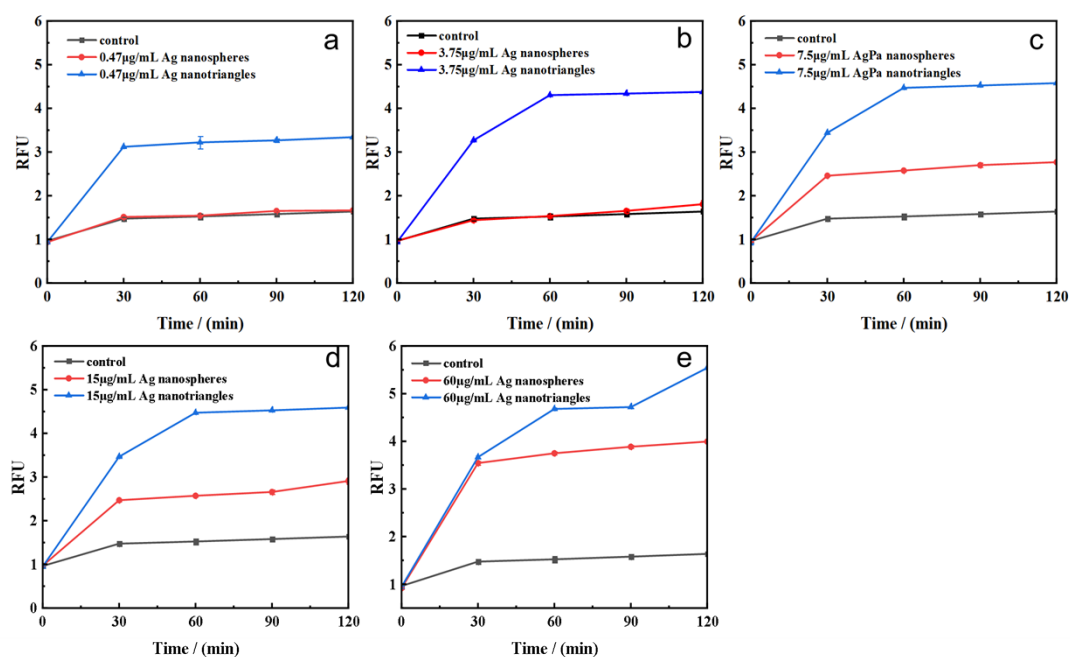 a
control
0.47μg/mL Ag nanospheres
0.47μg/mL Ag nanotriangles
RFU
6
5
4
3
2
1
0
0 30 60 90 120
Time / (min)
b
control
3.75μg/mL Ag nanospheres
3.75μg/mL Ag nanotriangles
RFU
6
5
4
3
2
1
0
0 30 60 90 120
Time / (min)
c
control
7.5μg/mL AgPa nanospheres
7.5μg/mL AgPa nanotriangles
RFU
6
5
4
3
2
1
0
0 30 60 90 120
Time / (min)
d
control
15μg/mL Ag nanospheres
15μg/mL Ag nanotriangles
RFU
6
5
4
3
2
1
0
0 30 60 90 120
Time / (min)
e
control
60μg/mL Ag nanospheres
60μg/mL Ag nanotriangles
RFU
6
5
4
3
2
1
0 30 60 90 120
Time / (min)